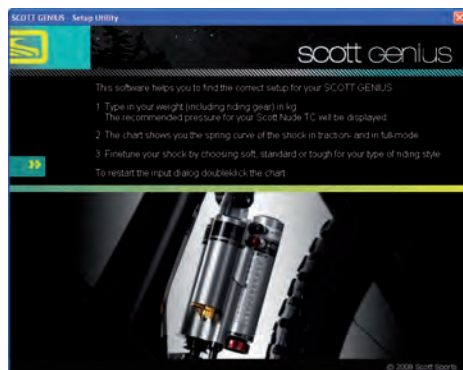 SCOTT GENIUS - Setup Utility
scott Genius
This software helps you to find the correct setup for your SCOTT GENIUS
1 Type in your weight (including riding gear) in kg
The recommended pressure for your Scott Nude TC will be displayed
2 The chart shows you the spring curve of the shock in traction- and in full-mode
3 Finetune your shock by choosing soft, standard or tough for your type of riding style
To restart the input dialog doubleklick the chart
© 2008 Scott Sports